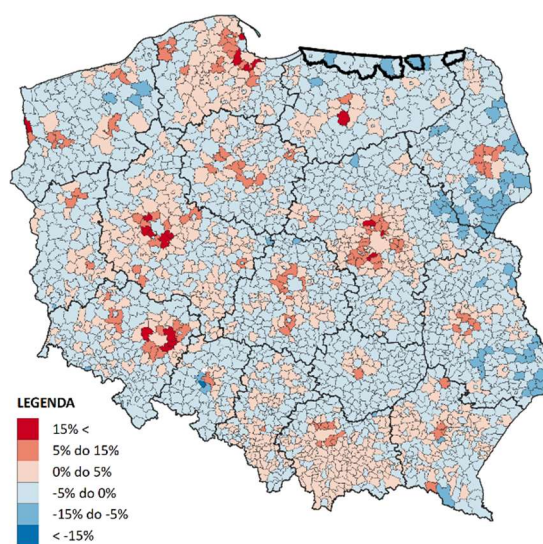 LEGENDA
15% <
5% do 15%
0% do 5%
-5% do 0%
-15% do -5%
< -15%